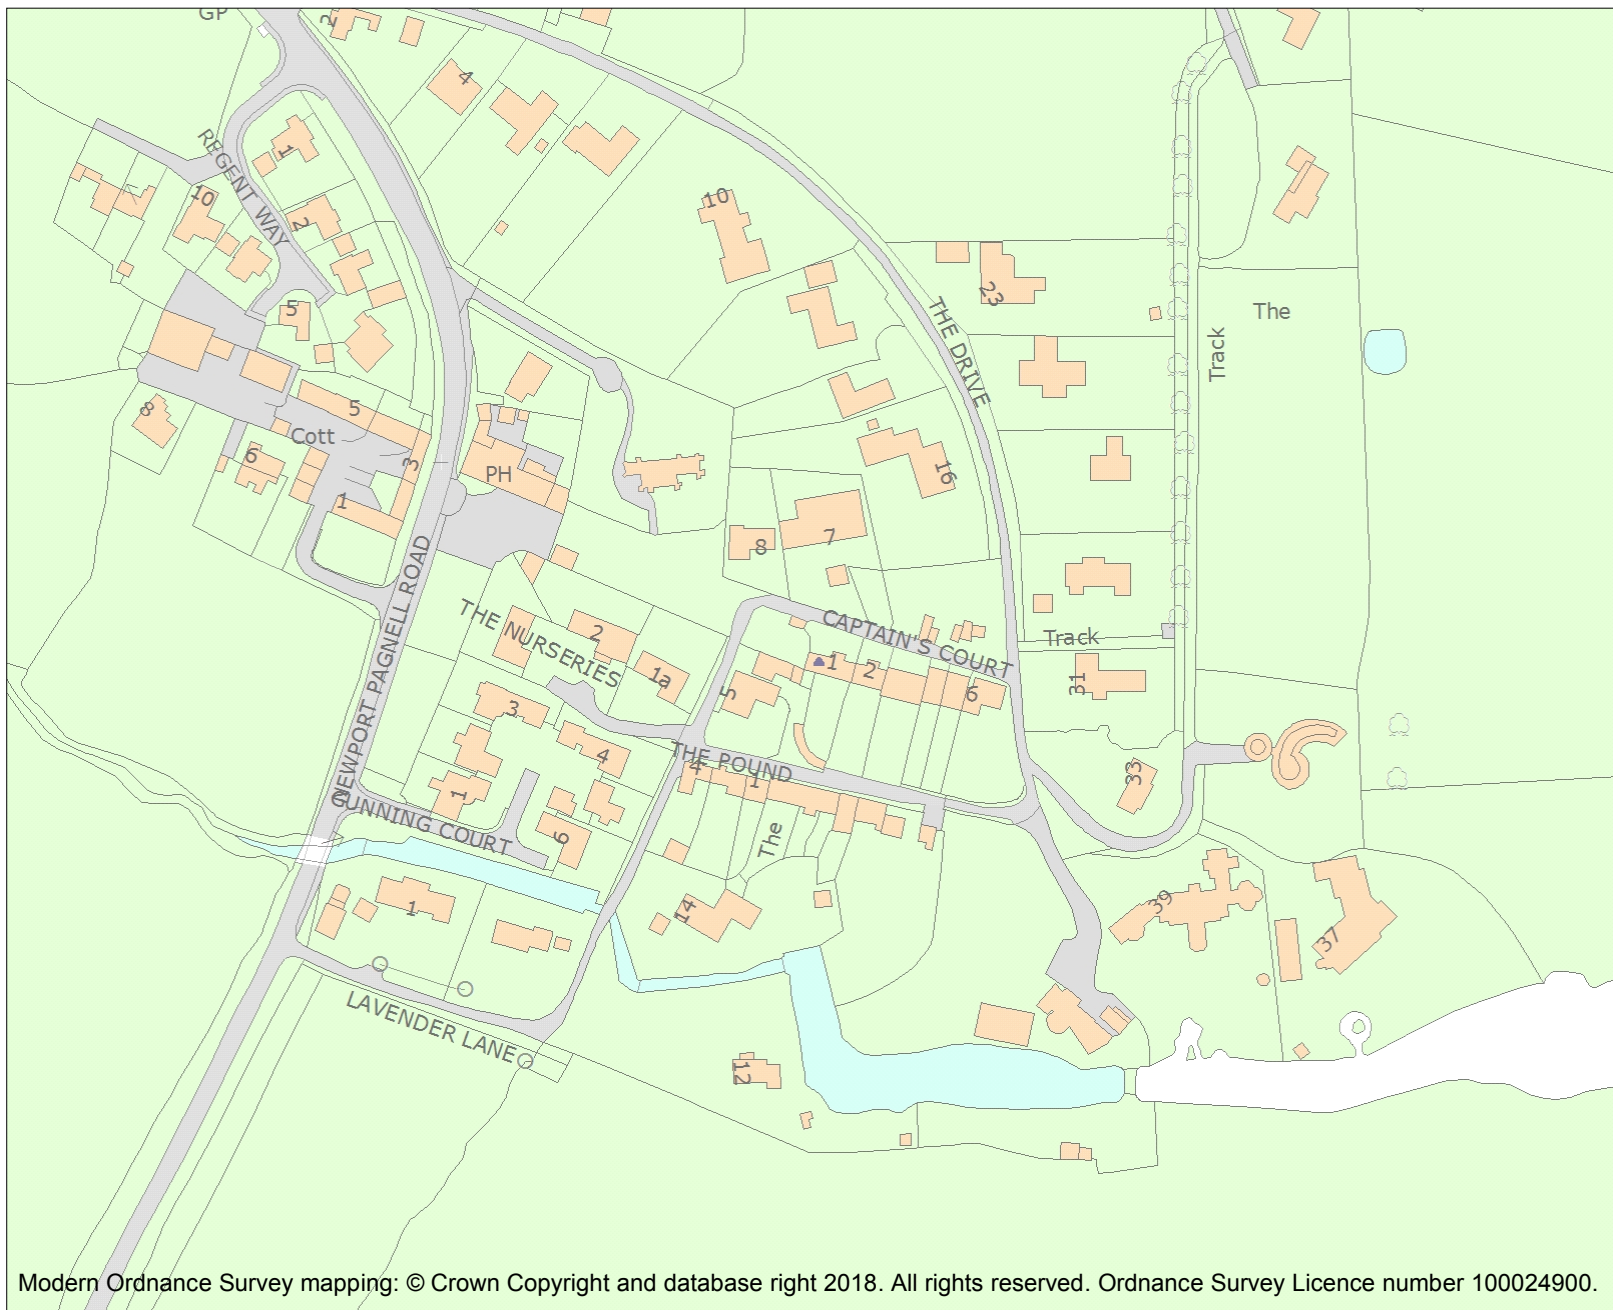 GP
2
4
REGENT WAY
1
10
2
10
5
THE DRIVE
23
Track
The
8
5
Cott
6
3
1
PH
16
8
7
NEWPORT PAGNELL ROAD
THE NURSERIES
2
1a
CAPTAIN'S COURT
1
2
6
5
Track
31
3
4
THE POUND
4
1
33
1
GUNNING COURT
6
The
1
14
39
37
LAVENDER LANE
12
Modern Ordnance Survey mapping: © Crown Copyright and database right 2018. All rights reserved. Ordnance Survey Licence number 100024900.